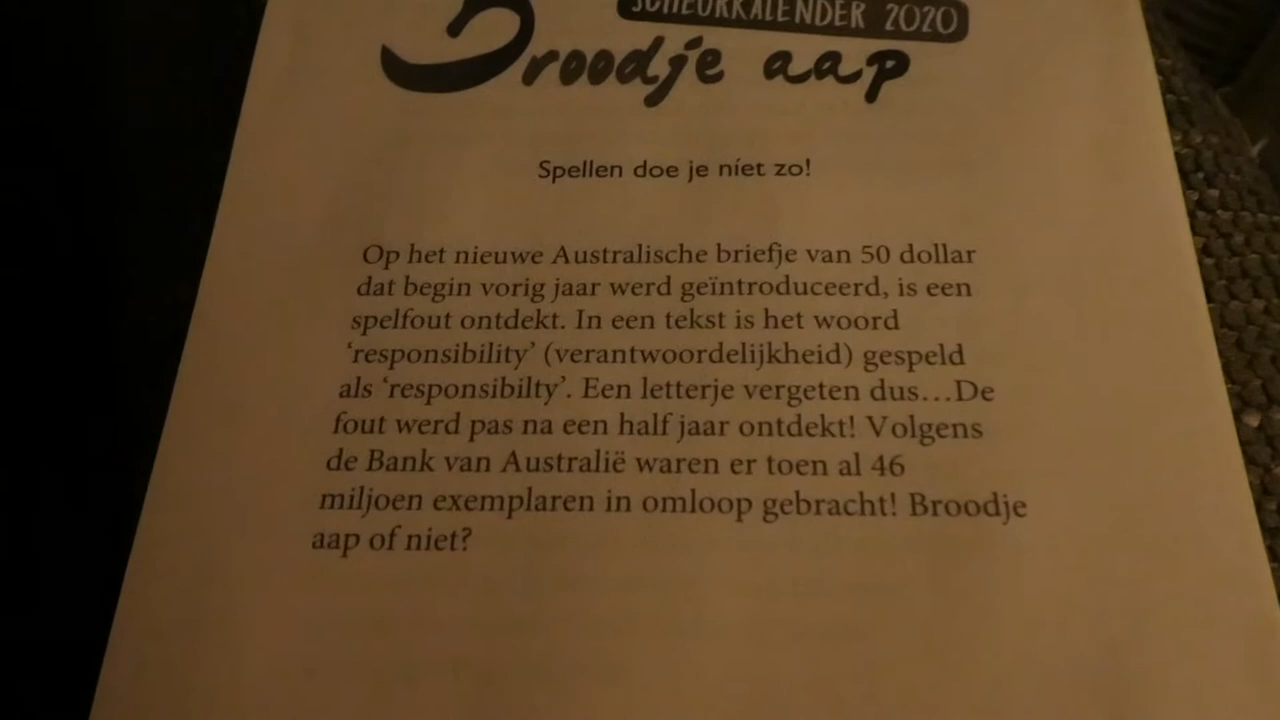 SCHEURKALENDER 2020
Broodje aap
Spellen doe je níet zo!
Op het nieuwe Australische briefje van 50 dollar
dat begin vorig jaar werd geïntroduceerd, is een
spelfout ontdekt. In een tekst is het woord
‘responsibility’ (verantwoordelijkheid) gespeld
als ‘responsibilty’. Een letterje vergeten dus…De
fout werd pas na een half jaar ontdekt! Volgens
de Bank van Australië waren er toen al 46
miljoen exemplaren in omloop gebracht! Broodje
aap of niet?